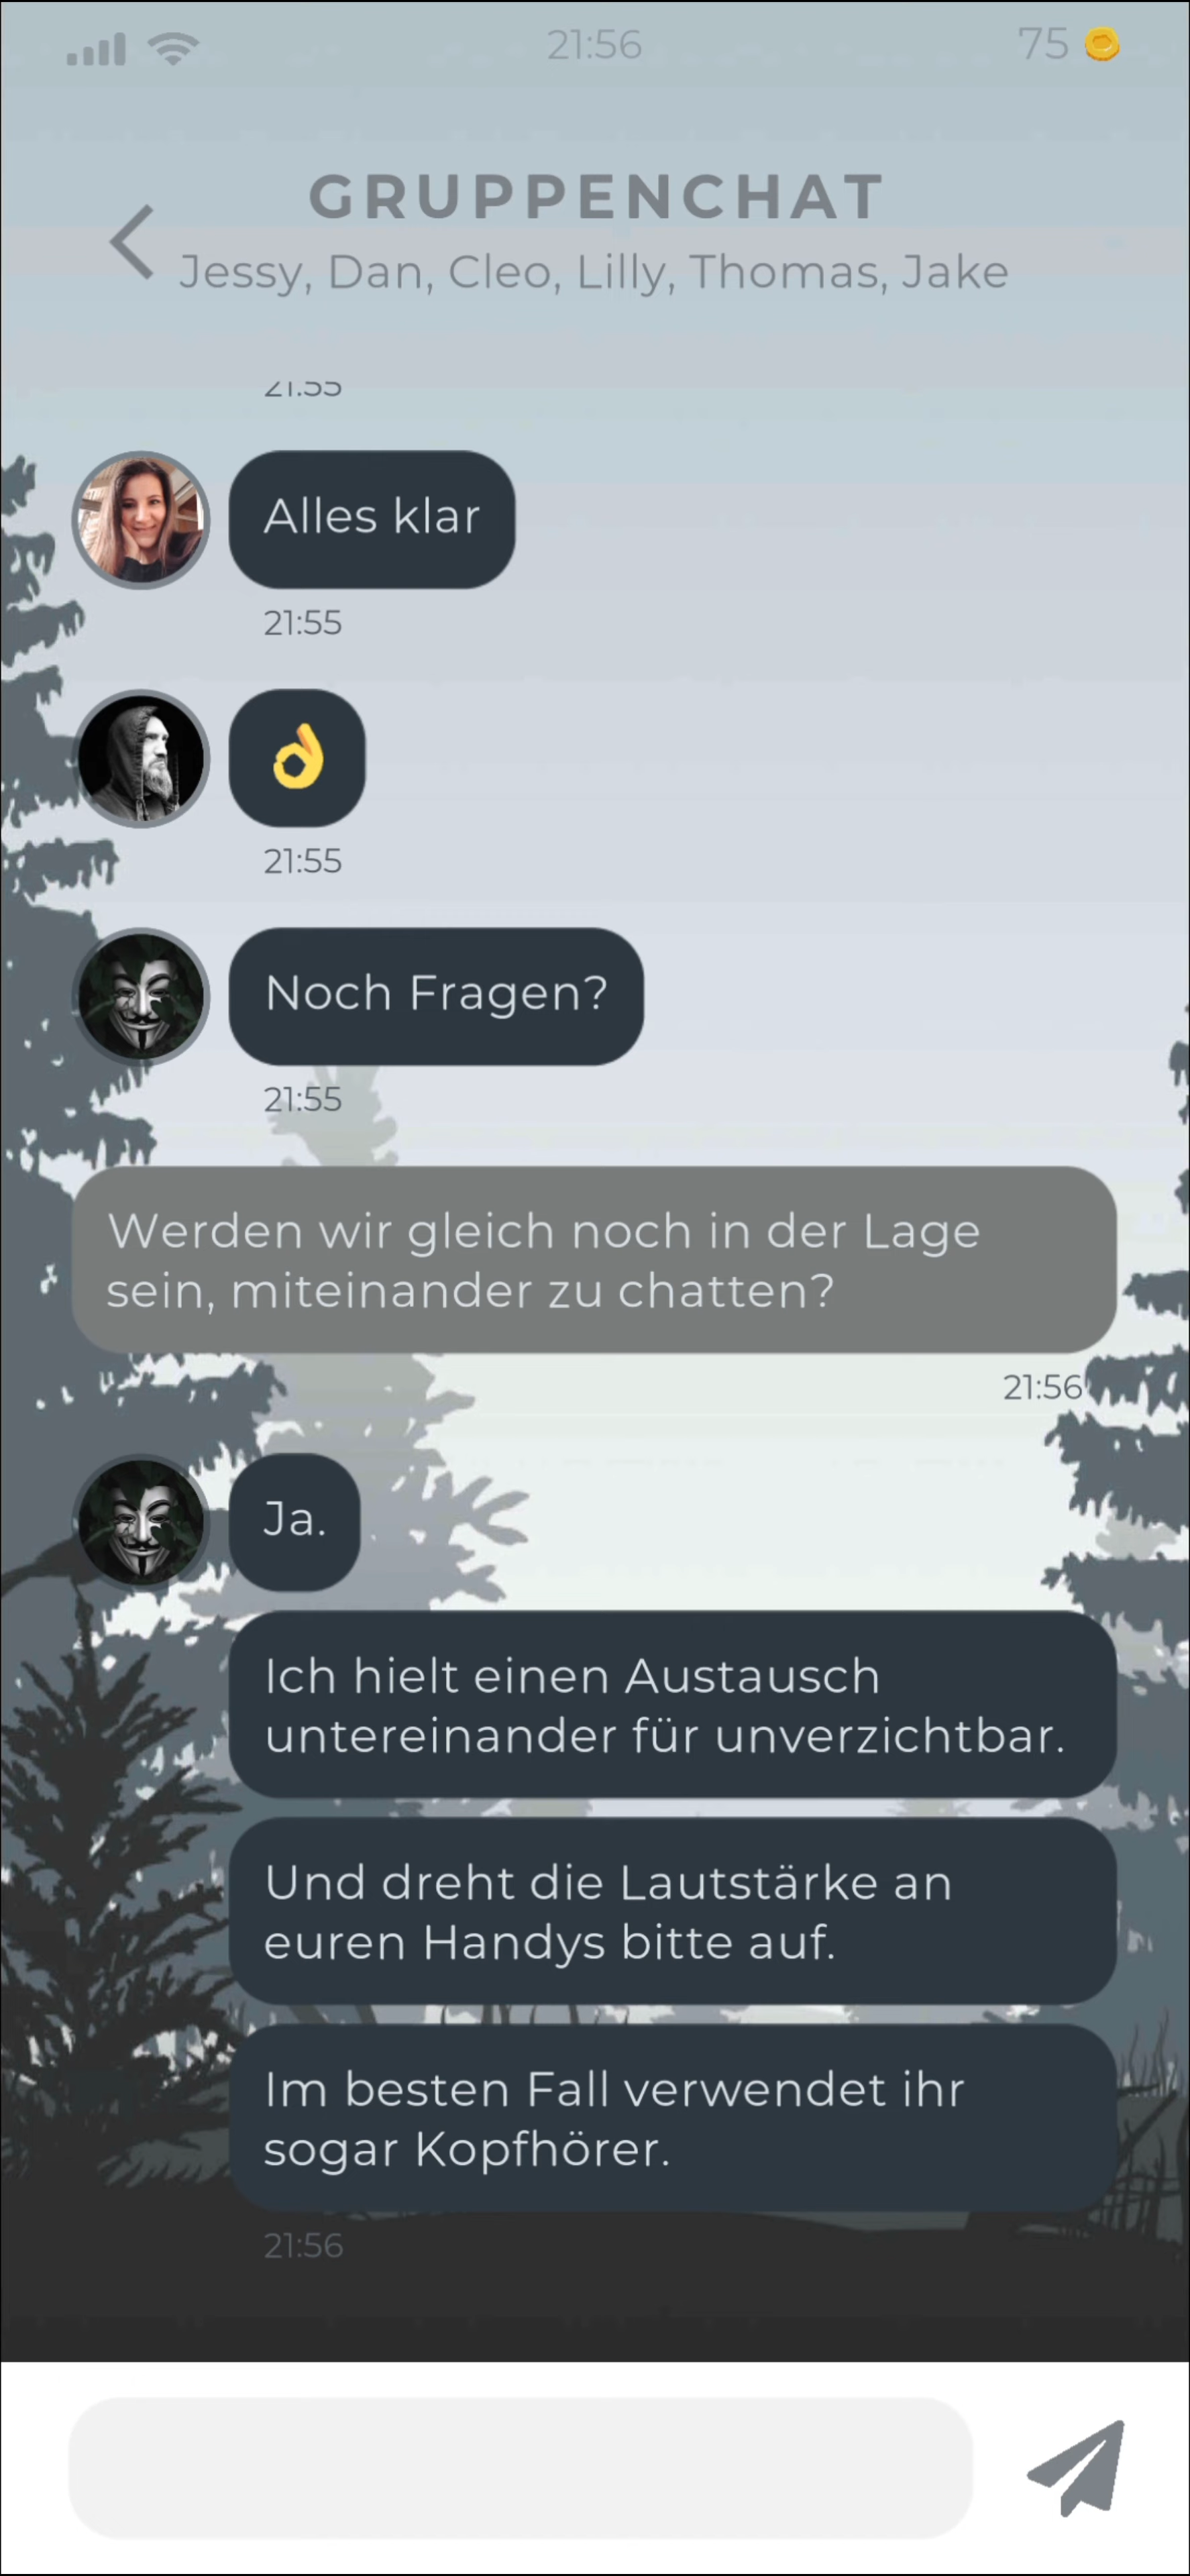 21:56
75
GRUPPENCHAT
Jessy, Dan, Cleo, Lilly, Thomas, Jake
Alles klar
21:55
21:55
Noch Fragen?
21:55
Werden wir gleich noch in der Lage
sein, miteinander zu chatten?
21:56
Ja.
Ich hielt einen Austausch
untereinander für unverzichtbar.
Und dreht die Lautstärke an
euren Handys bitte auf.
Im besten Fall verwendet ihr
sogar Kopfhörer.
21:56